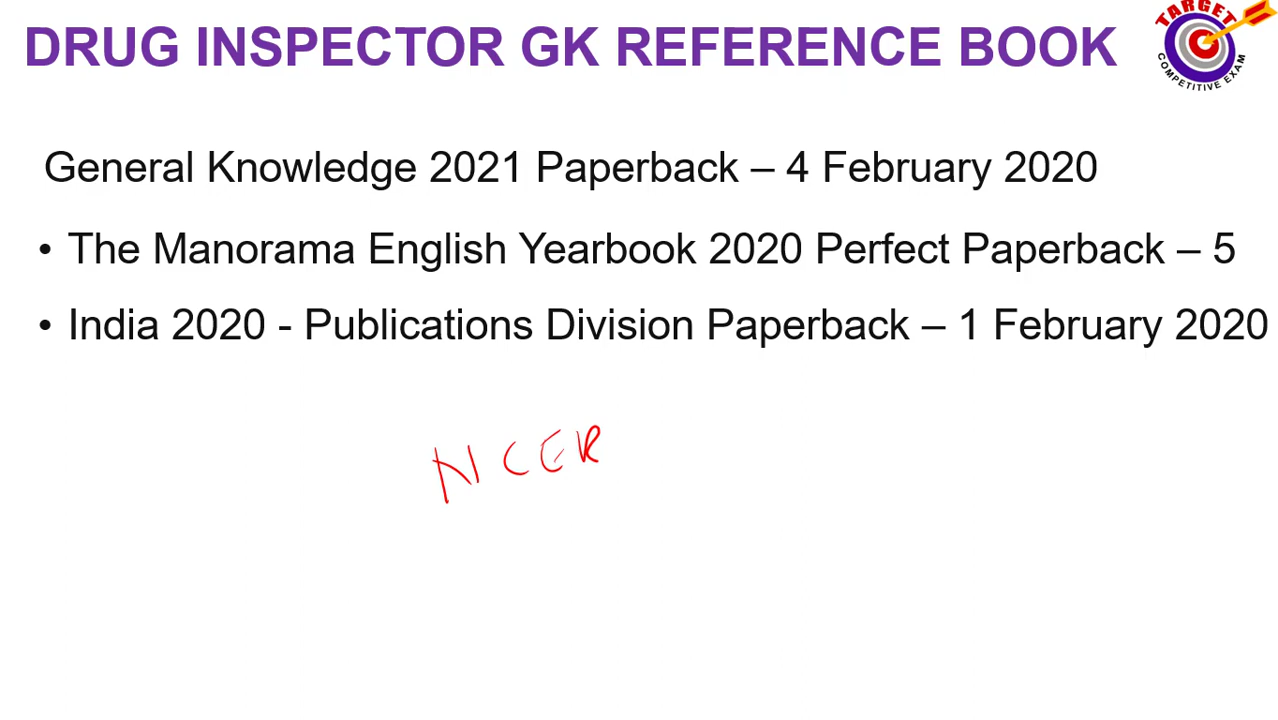 DRUG INSPECTOR GK REFERENCE BOOK
TARGET
COMPETITIVE EXAM
General Knowledge 2021 Paperback – 4 February 2020
• The Manorama English Yearbook 2020 Perfect Paperback – 5
• India 2020 - Publications Division Paperback – 1 February 2020
NCER